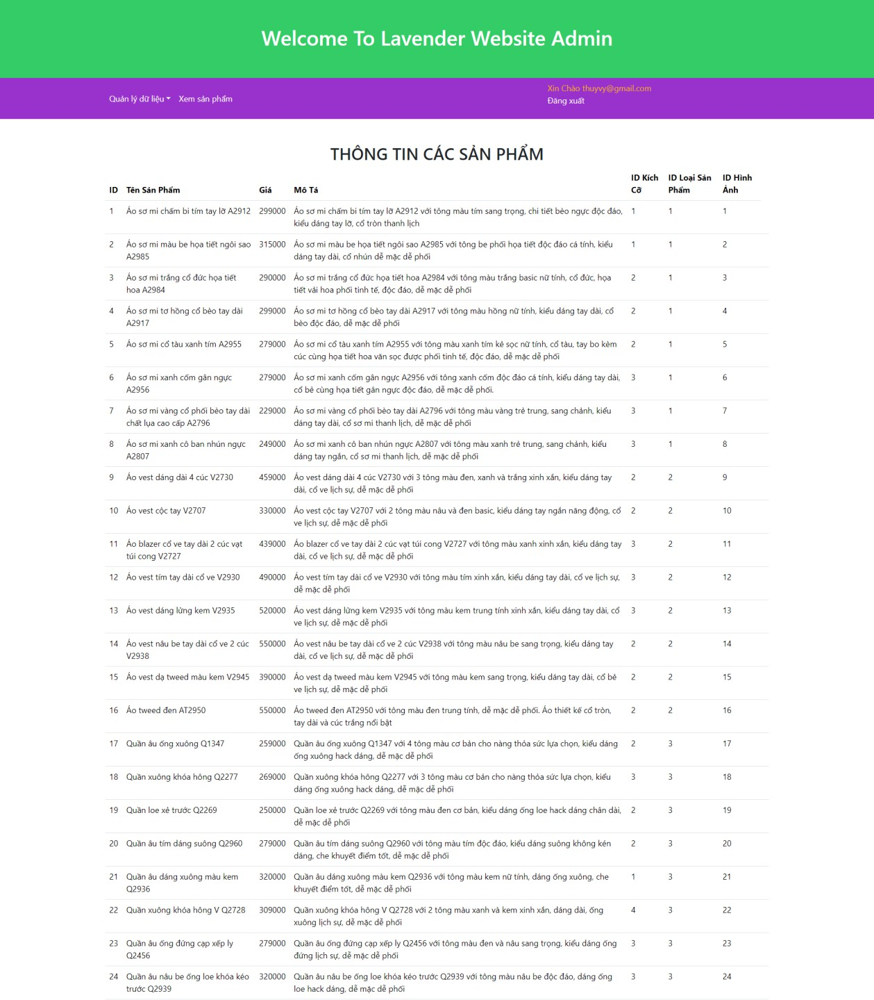 Welcome To Lavender Website Admin
Quản lý dữ liệu Xem sản phẩm
Xin Chào thuyvy@gmail.com
Đăng xuất
THÔNG TIN CÁC SẢN PHẨM
ID Tên Sản Phẩm Giá Mô Tả ID Kích Cỡ ID Loại Sản Phẩm ID Hình Ảnh
1 Áo sơ mi chấm bi tím tay lỡ A2912 299000 Áo sơ mi chấm bi tím tay lỡ A2912 với tông màu tím sang trọng, chi tiết bèo ngực độc đáo, 1 1 1
kiểu dáng tay lỡ, cổ tròn thanh lịch
2 Áo sơ mi màu be họa tiết ngôi sao 315000 Áo sơ mi màu be họa tiết ngôi sao A2985 với tông be phối họa tiết độc đáo cá tính, kiểu 1 1 2
A2985 dáng tay dài, cổ nhún dễ mặc dễ phối
3 Áo sơ mi trắng cổ đức họa tiết 290000 Áo sơ mi trắng cổ đức họa tiết hoa A2984 với tông màu trắng basic nữ tính, cổ đức, họa 2 1 3
hoa A2984 tiết vải hoa phối tinh tế, độc đáo, dễ mặc dễ phối
4 Áo sơ mi tơ hồng cổ bèo tay dài 299000 Áo sơ mi tơ hồng cổ bèo tay dài A2917 với tông màu hồng nữ tính, kiểu dáng tay dài, cổ 2 1 4
A2917 bèo độc đáo, dễ mặc dễ phối
5 Áo sơ mi cổ tàu xanh tím A2955 279000 Áo sơ mi cổ tàu xanh tím A2955 với tông màu xanh tím kẻ sọc nữ tính, cổ tàu, tay bo kèm 2 1 5
cúc cùng họa tiết hoa văn sọc được phối tinh tế, độc đáo, dễ mặc dễ phối
6 Áo sơ mi xanh cốm gân ngực 279000 Áo sơ mi xanh cốm gân ngực A2956 với tông xanh cốm độc đáo cá tính, kiểu dáng tay dài, 3 1 6
A2956 cổ bẻ cùng họa tiết gân ngực độc đáo, dễ mặc dễ phối.
7 Áo sơ mi vàng cổ phối bèo tay dài 229000 Áo sơ mi vàng cổ phối bèo tay dài A2796 với tông màu vàng trẻ trung, sang chảnh, kiểu 3 1 7
chất lụa cao cấp A2796 dáng tay dài, cổ sơ mi thanh lịch, dễ mặc dễ phối
8 Áo sơ mi xanh cô ban nhún ngực 249000 Áo sơ mi xanh cô ban nhún ngực A2807 với tông màu xanh trẻ trung, sang chảnh, kiểu 3 1 8
A2807 dáng tay ngắn, cổ sơ mi thanh lịch, dễ mặc dễ phối
9 Áo vest dáng dài 4 cúc V2730 459000 Áo vest dáng dài 4 cúc V2730 với 3 tông màu đen, xanh và trắng xinh xắn, kiểu dáng tay 2 2 9
dài, cổ ve lịch sự, dễ mặc dễ phối
10 Áo vest cộc tay V2707 330000 Áo vest cộc tay V2707 với 2 tông màu nâu và đen basic, kiểu dáng tay ngắn năng động, cổ 2 2 10
ve lịch sự, dễ mặc dễ phối
11 Áo blazer cổ ve tay dài 2 cúc vạt 439000 Áo blazer cổ ve tay dài 2 cúc vạt túi cong V2727 với tông màu xanh xinh xắn, kiểu dáng tay 3 2 11
túi cong V2727 dài, cổ ve lịch sự, dễ mặc dễ phối
12 Áo vest tím tay dài cổ ve V2930 490000 Áo vest tím tay dài cổ ve V2930 với tông màu tím xinh xắn, kiểu dáng tay dài, cổ ve lịch sự, 3 2 12
dễ mặc dễ phối
13 Áo vest dáng lửng kem V2935 520000 Áo vest dáng lửng kem V2935 với tông màu kem trung tính xinh xắn, kiểu dáng tay dài, cổ 3 2 13
ve lịch sự, dễ mặc dễ phối
14 Áo vest nâu be tay dài cổ ve 2 cúc 550000 Áo vest nâu be tay dài cổ ve 2 cúc V2938 với tông màu nâu be sang trọng, kiểu dáng tay 2 2 14
V2938 dài, cổ ve lịch sự, dễ mặc dễ phối
15 Áo vest dạ tweed màu kem V2945 390000 Áo vest dạ tweed màu kem V2945 với tông màu kem sang trọng, kiểu dáng tay dài, cổ bẻ 2 2 15
ve lịch sự, dễ mặc dễ phối
16 Áo tweed đen AT2950 550000 Áo tweed đen AT2950 với tông màu đen trung tính, dễ mặc dễ phối. Áo thiết kế cổ tròn, 2 2 16
tay dài và cúc trắng nổi bật
17 Quần âu ống xuông Q1347 259000 Quần âu ống xuông Q1347 với 4 tông màu cơ bản cho nàng thỏa sức lựa chọn, kiểu dáng 2 3 17
ống xuông hack dáng, dễ mặc dễ phối
18 Quần xuông khóa hông Q2277 269000 Quần xuông khóa hông Q2277 với 3 tông màu cơ bản cho nàng thỏa sức lựa chọn, kiểu 3 3 18
dáng ống xuông hack dáng, dễ mặc dễ phối
19 Quần loe xẻ trước Q2269 250000 Quần loe xẻ trước Q2269 với tông màu đen cơ bản, kiểu dáng ống loe hack dáng chân dài, 2 3 19
dễ mặc dễ phối
20 Quần âu tím dáng suông Q2960 279000 Quần âu tím dáng suông Q2960 với tông màu tím độc đáo, kiểu dáng suông không kén 2 3 20
dáng, che khuyết điểm tốt, dễ mặc dễ phối
21 Quần âu dáng xuông màu kem 320000 Quần âu dáng xuông màu kem Q2936 với tông màu kem nữ tính, dáng ống xuông, che 1 3 21
Q2936 khuyết điểm tốt, dễ mặc dễ phối
22 Quần xuông khóa hông V Q2728 309000 Quần xuông khóa hông V Q2728 với 2 tông màu xanh và kem xinh xắn, dáng dài, ống 4 3 22
xuông lịch sự, dễ mặc dễ phối
23 Quần âu ống đứng cạp xếp ly 279000 Quần âu ống đứng cạp xếp ly Q2456 với tông màu đen và nâu sang trọng, kiểu dáng ống 3 3 23
Q2456 đứng lịch sự, dễ mặc dễ phối
24 Quần âu nâu be ống loe khóa kéo 320000 Quần âu nâu be ống loe khóa kéo trước Q2939 với tông màu nâu be độc đáo, dáng ống 3 3 24
trước Q2939 loe hack dáng, dễ mặc dễ phối